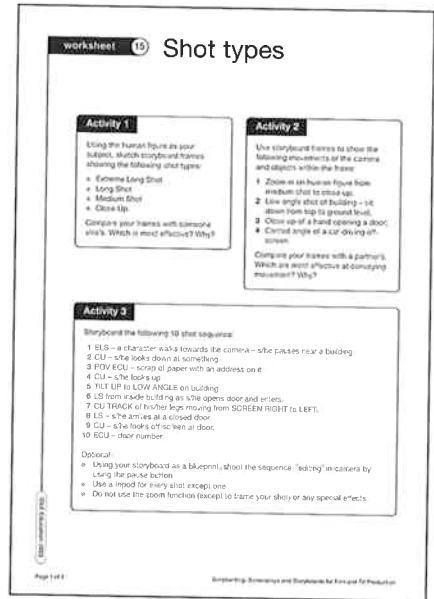 worksheet 15 Shot types
Activity 1
Using the human figure as your
subject, sketch storyboard frames
showing the following shot types:
Extreme Long Shot
Long Shot
Medium Shot
Close Up.
Compare your frames with someone
else's. Which is most effective? Why?
Activity 2
Use storyboard frames to show the
following movements of the camera
and objects within the frame:
1 Zoom in on human figure from
medium shot to close up.
2 Low angle shot of building – tilt
down from top to ground level.
3 Close up of a hand opening a door.
4 Canted angle of a car driving off-
screen.
Compare your frames with a partner's.
Which are most effective at conveying
movement? Why?
Activity 3
Storyboard the following 10 shot sequence:
1 ELS – a character walks towards the camera – s/he pauses near a building.
2 CU – s/he looks down at something
3 POV ECU – scrap of paper with an address on it
4 CU – s/he looks up
5 TILT UP to LOW ANGLE on building
6 LS from inside building as s/he opens door and enters.
7 CU TRACK of his/her legs moving from SCREEN RIGHT to LEFT.
8 LS – s/he arrives at a closed door.
9 CU – s/he looks offscreen at door.
10 ECU – door number
Optional:
Using your storyboard as a blueprint, shoot the sequence, "editing" in-camera by
using the pause button
Use a tripod for every shot except one
Do not use the zoom function (except to frame your shot) or any special effects.
Page 1 of 1
Scriptwriting, Screenplays and Storyboards for Film and TV Production